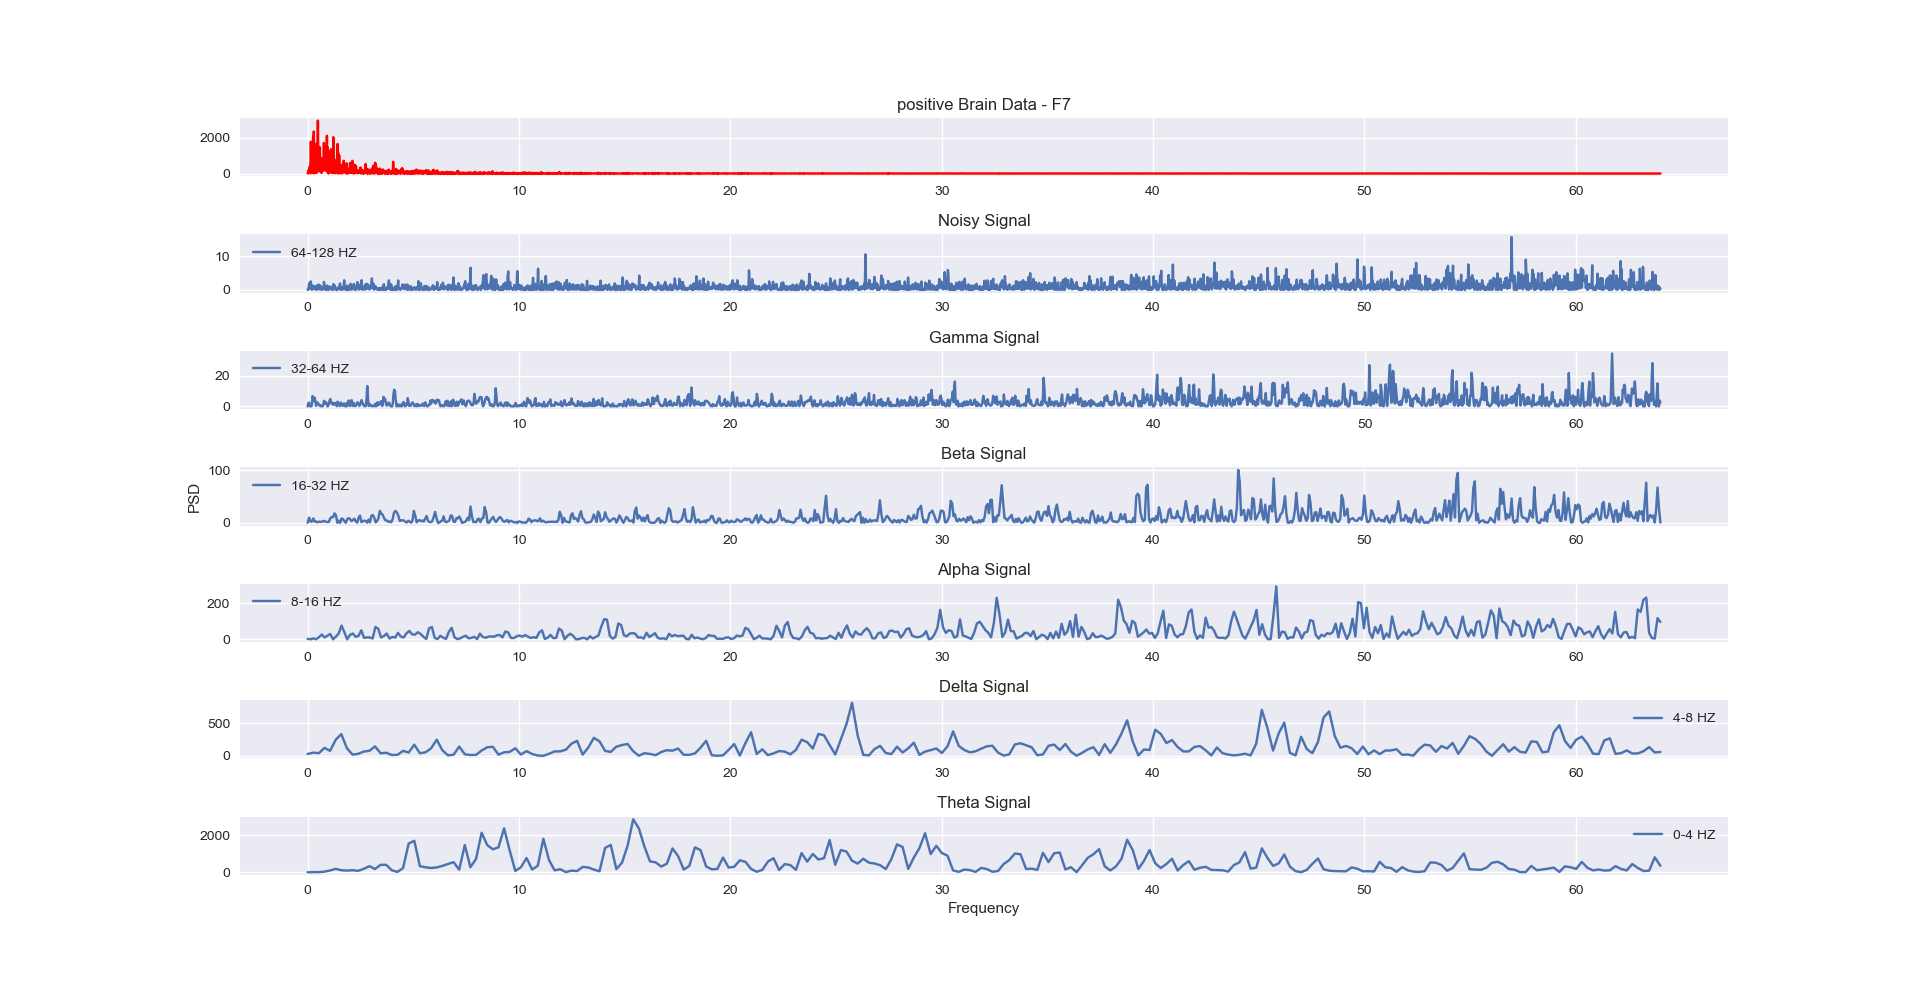 positive Brain Data - F7
2000
0
0 10 20 30 40 50 60
Noisy Signal
64-128 HZ
10
0
0 10 20 30 40 50 60
Gamma Signal
32-64 HZ
20
0
0 10 20 30 40 50 60
Beta Signal
100
16-32 HZ
PSD
0
0 10 20 30 40 50 60
Alpha Signal
8-16 HZ
200
0
0 10 20 30 40 50 60
Delta Signal
4-8 HZ
500
0
0 10 20 30 40 50 60
Theta Signal
2000
0-4 HZ
0
0 10 20 30 40 50 60
Frequency